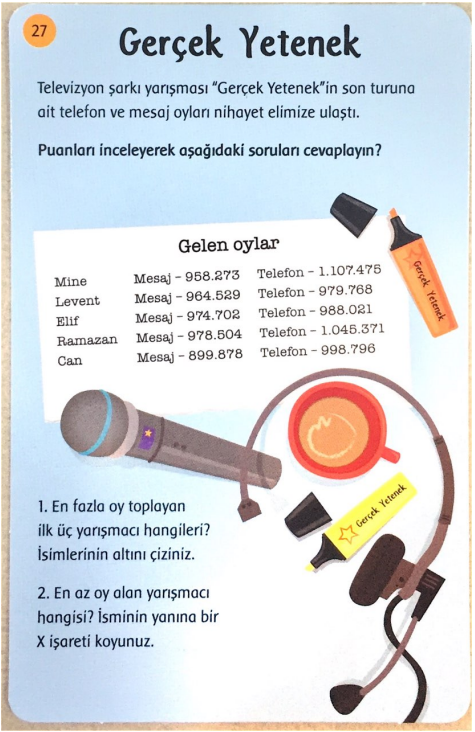 27
Gerçek Yetenek
Televizyon şarkı yarışması “Gerçek Yetenek”in son turuna
ait telefon ve mesaj oyları nihayet elimize ulaştı.
Puanları inceleyerek aşağıdaki soruları cevaplayın?
Gelen oylar
Mine Mesaj – 958.273 Telefon – 1.107.475
Levent Mesaj – 964.529 Telefon – 979.768
Elif Mesaj – 974.702 Telefon – 988.021
Ramazan Mesaj – 978.504 Telefon – 1.045.371
Can Mesaj – 899.878 Telefon – 998.796
Gerçek Yetenek
Gerçek Yetenek
1. En fazla oy toplayan
ilk üç yarışmacı hangileri?
İsimlerinin altını çiziniz.
2. En az oy alan yarışmacı
hangisi? İsminin yanına bir
X işareti koyunuz.